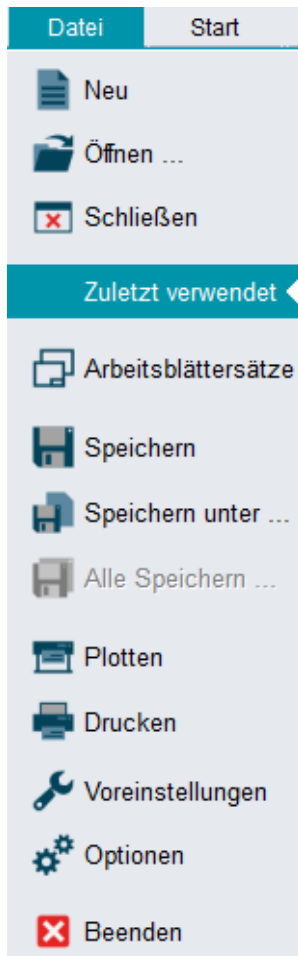 Datei Start
Neu
Öffnen ...
Schließen
Zuletzt verwendet
Arbeitsblättersätze
Speichern
Speichern unter ...
Alle Speichern ...
Plotten
Drucken
Voreinstellungen
Optionen
Beenden